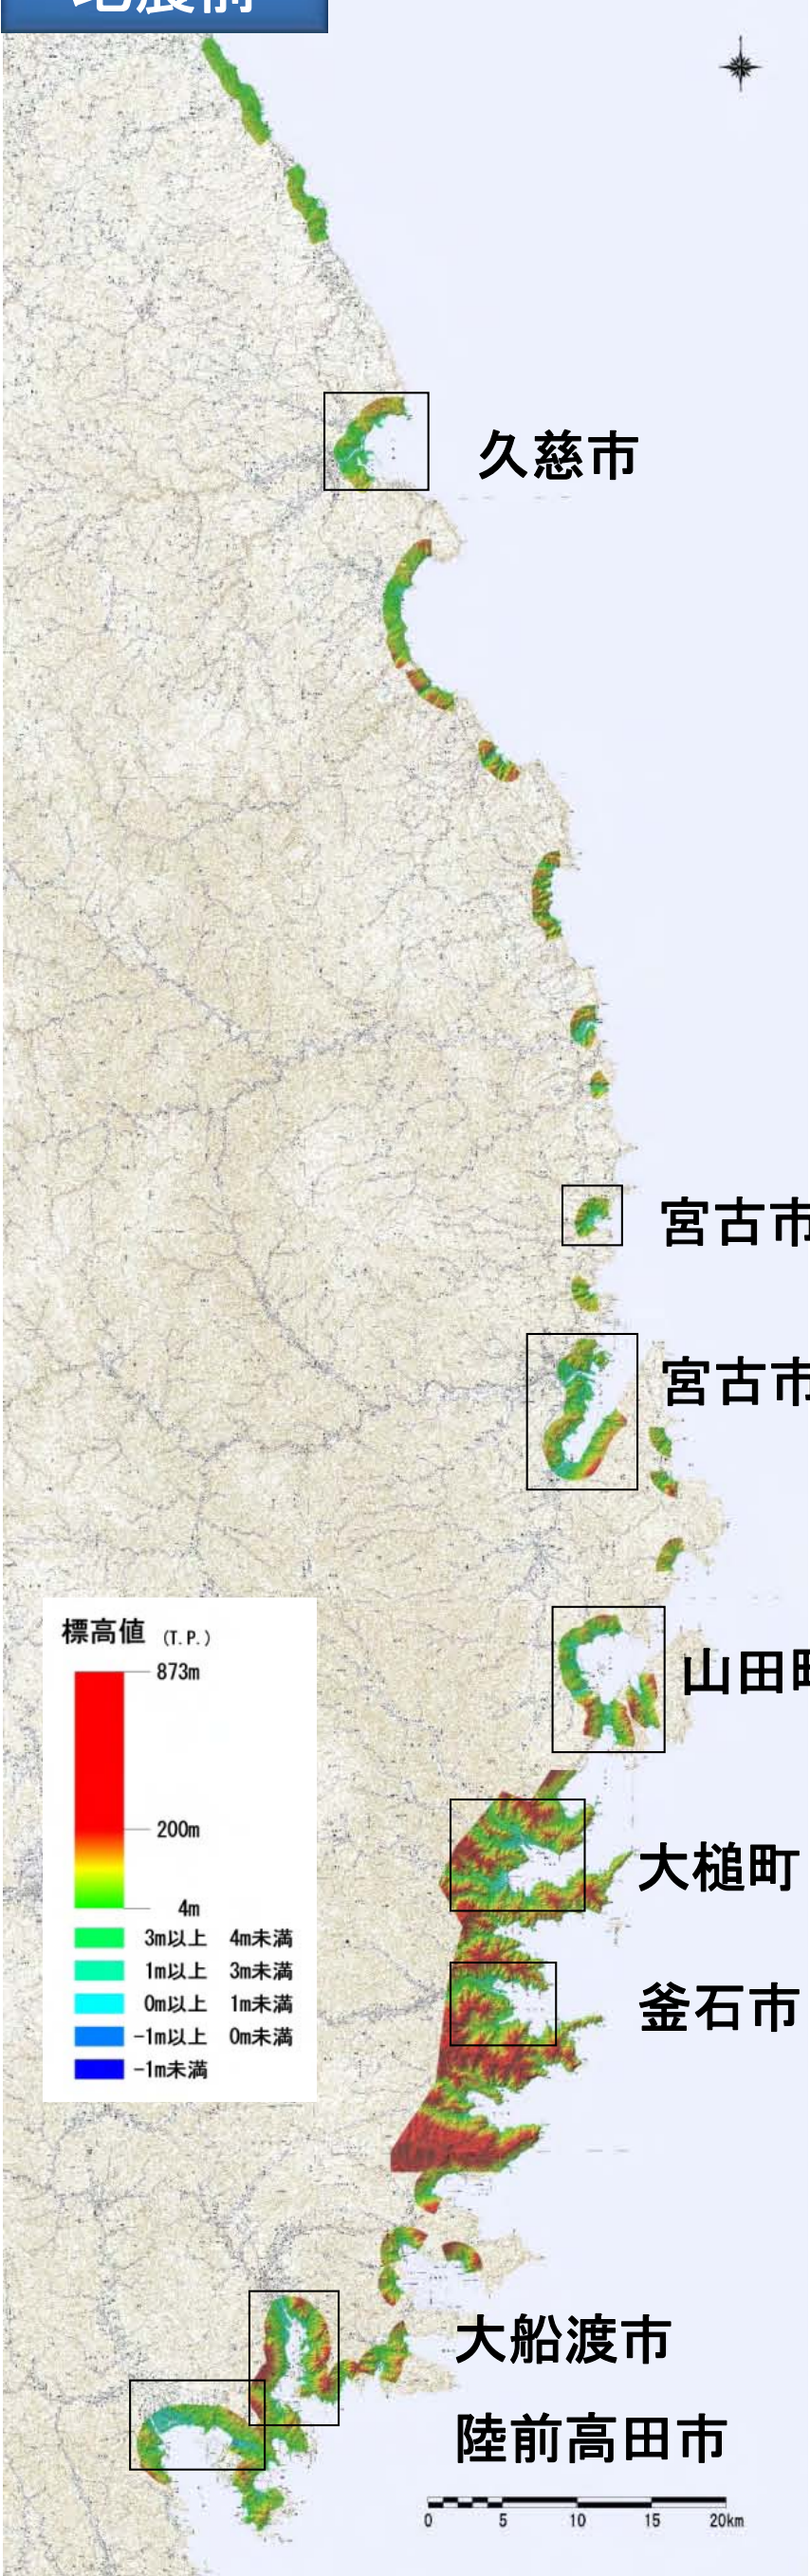 地震前
久慈市
宮古市
宮古市
標高値 (T.P.)
873m
山田町
200m
大槌町
4m
3m以上 4m未満
1m以上 3m未満
釜石市
0m以上 1m未満
-1m以上 0m未満
-1m未満
大船渡市
陸前高田市
0 5 10 15 20km